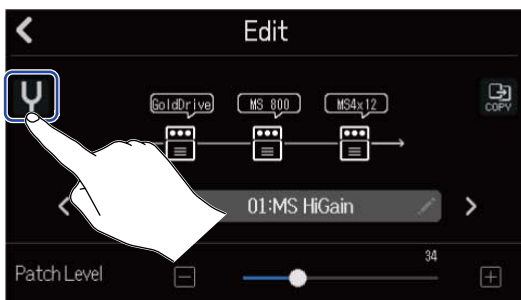 Edit
COPY
GoldDrive MS 800 MS4x12
01:MS HiGain
34
Patch Level